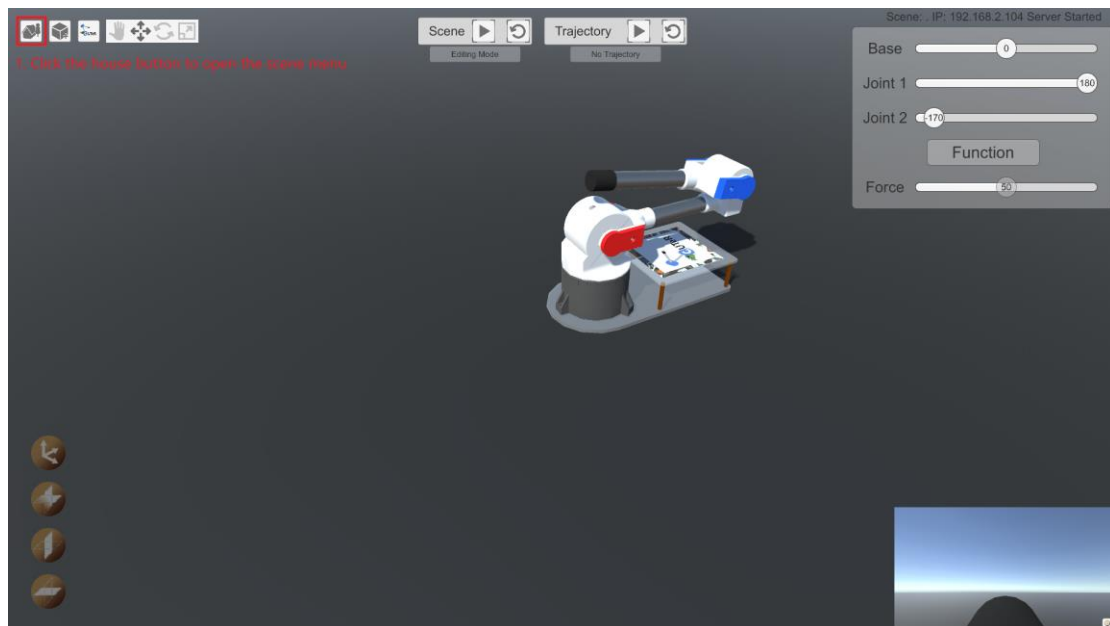 Scene: . IP: 192.168.2.104 Server Started
Scene
Trajectory
Editing Mode
No Trajectory
1. Click the house button to open the scene menu.
Base 0
Joint 1 180
Joint 2 -170
Function
Force 50